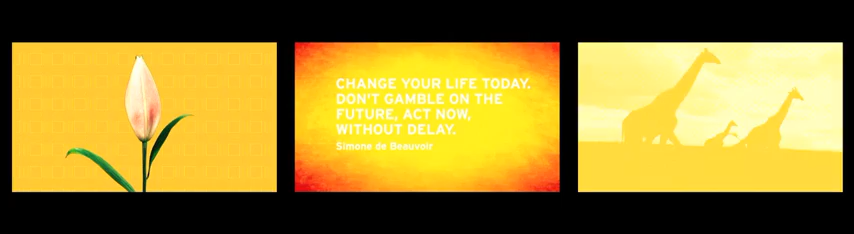 CHANGE YOUR LIFE TODAY.
DON'T GAMBLE ON THE
FUTURE, ACT NOW,
WITHOUT DELAY.
Simone de Beauvoir